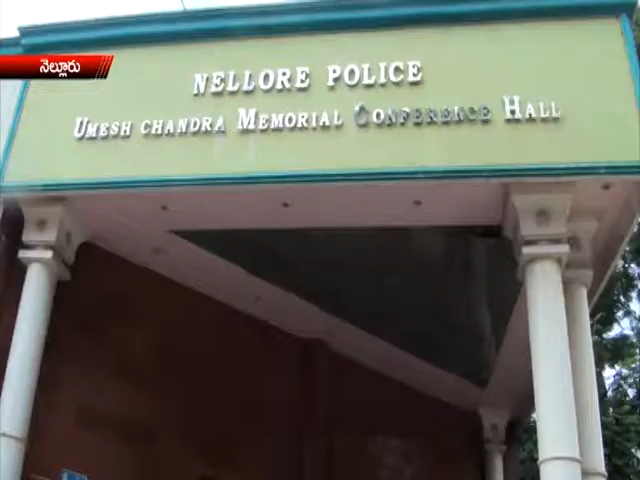 నెల్లూరు
NELLORE POLICE
UMESH CHANDRA MEMORIAL CONFERENCE HALL